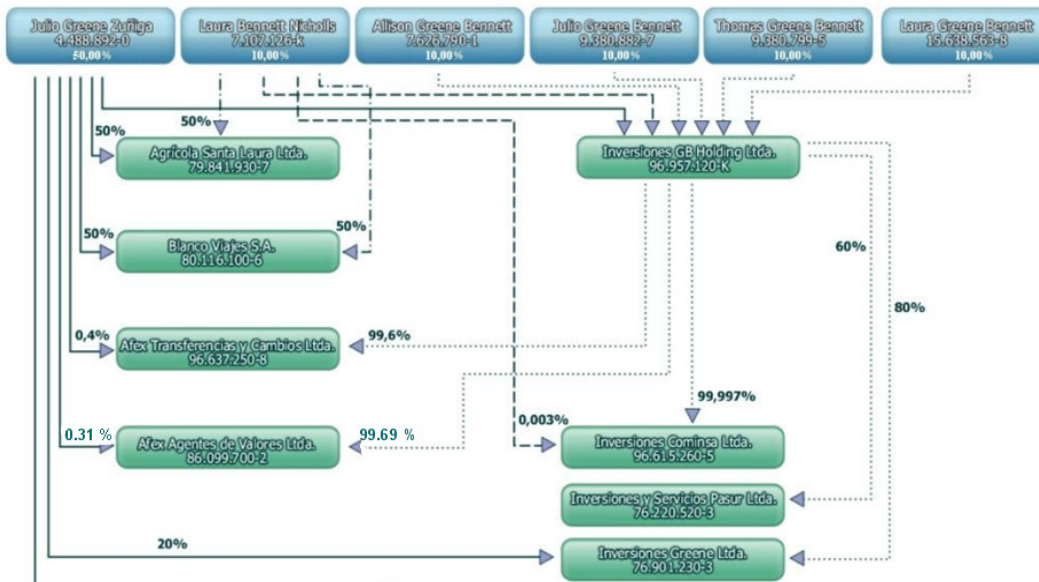 Julio Greene Zuñiga
4.488.892-0
50,00%
Laura Bennett Nicholls
7.107.126-k
10,00%
Allison Greene Bennett
7.626.790-1
10,00%
Julio Greene Bennett
9.380.882-7
10,00%
Thomas Greene Bennett
9.380.799-5
10,00%
Laura Greene Bennett
15.638.563-8
10,00%
50%
50%
Agrícola Santa Laura Ltda.
79.841.930-7
Inversiones GB Holding Ltda.
96.957.120-K
50%
50%
Blanco Viajes S.A.
80.116.100-6
60%
80%
0,4%
Afex Transferencias y Cambios Ltda.
96.637.250-8
99,6%
99,997%
0.31 %
Afex Agentes de Valores Ltda.
86.099.700-2
99.69 %
0,003%
Inversiones Cominsa Ltda.
96.615.260-5
Inversiones y Servicios Pasur Ltda.
76.220.520-3
20%
Inversiones Greene Ltda.
76.901.230-3